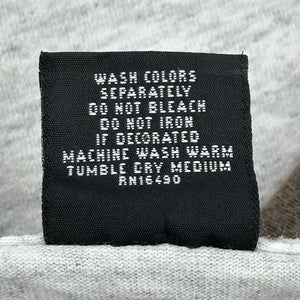 WASH COLORS
SEPARATELY
DO NOT BLEACH
DO NOT IRON
IF DECORATED
MACHINE WASH WARM
TUMBLE DRY MEDIUM
RN16490